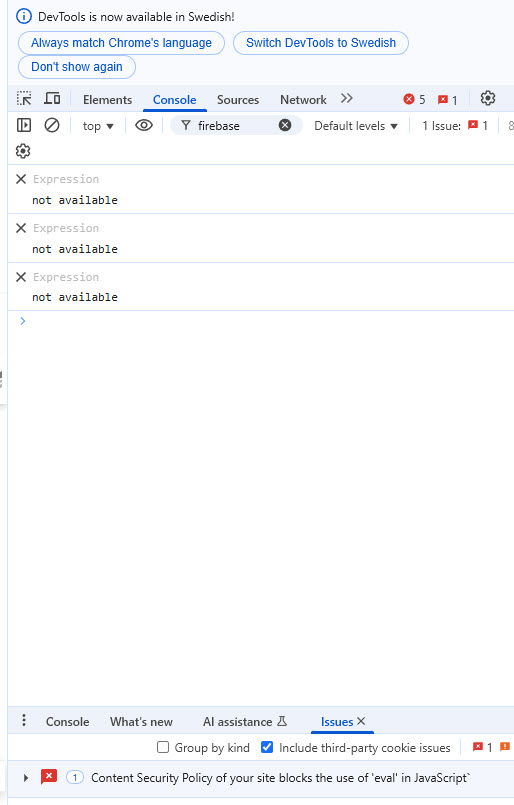 DevTools is now available in Swedish!
Always match Chrome's language Switch DevTools to Swedish
Don't show again
Elements Console Sources Network 5 1
top firebase Default levels 1 Issue: 1 8
Expression
not available
Expression
not available
Expression
not available
Console What's new AI assistance Issues
Group by kind Include third-party cookie issues 1
1 Content Security Policy of your site blocks the use of 'eval' in JavaScript`